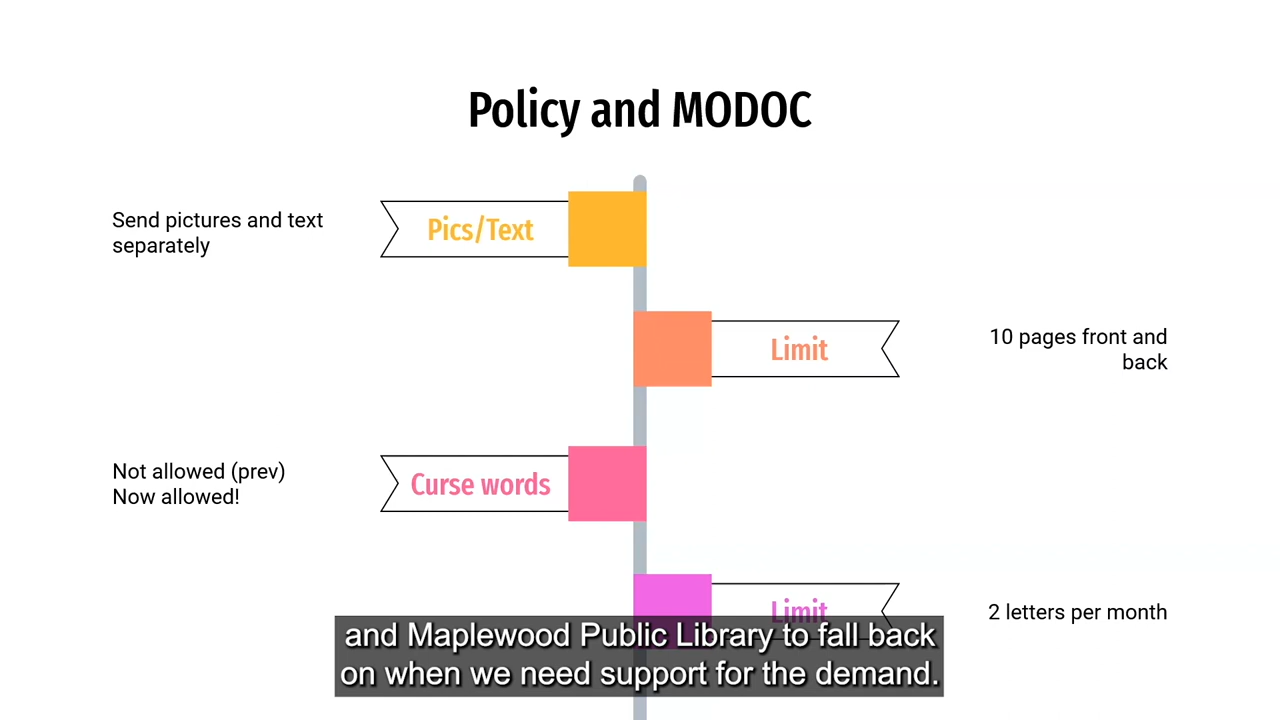 Policy and MODOC
Send pictures and text
separately
Pics/Text
Limit
10 pages front and
back
Not allowed (prev)
Now allowed!
Curse words
Limit
2 letters per month
and Maplewood Public Library to fall back
on when we need support for the demand.